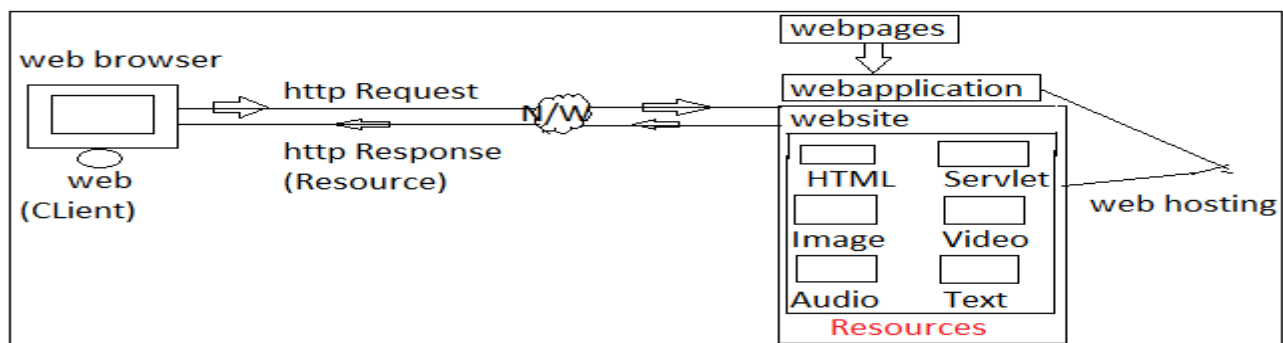 webpages
web browser
webapplication
http Request
N/W
website
http Response
(Resource)
web
(CLient)
HTML
Servlet
web hosting
Image
Video
Audio
Text
Resources